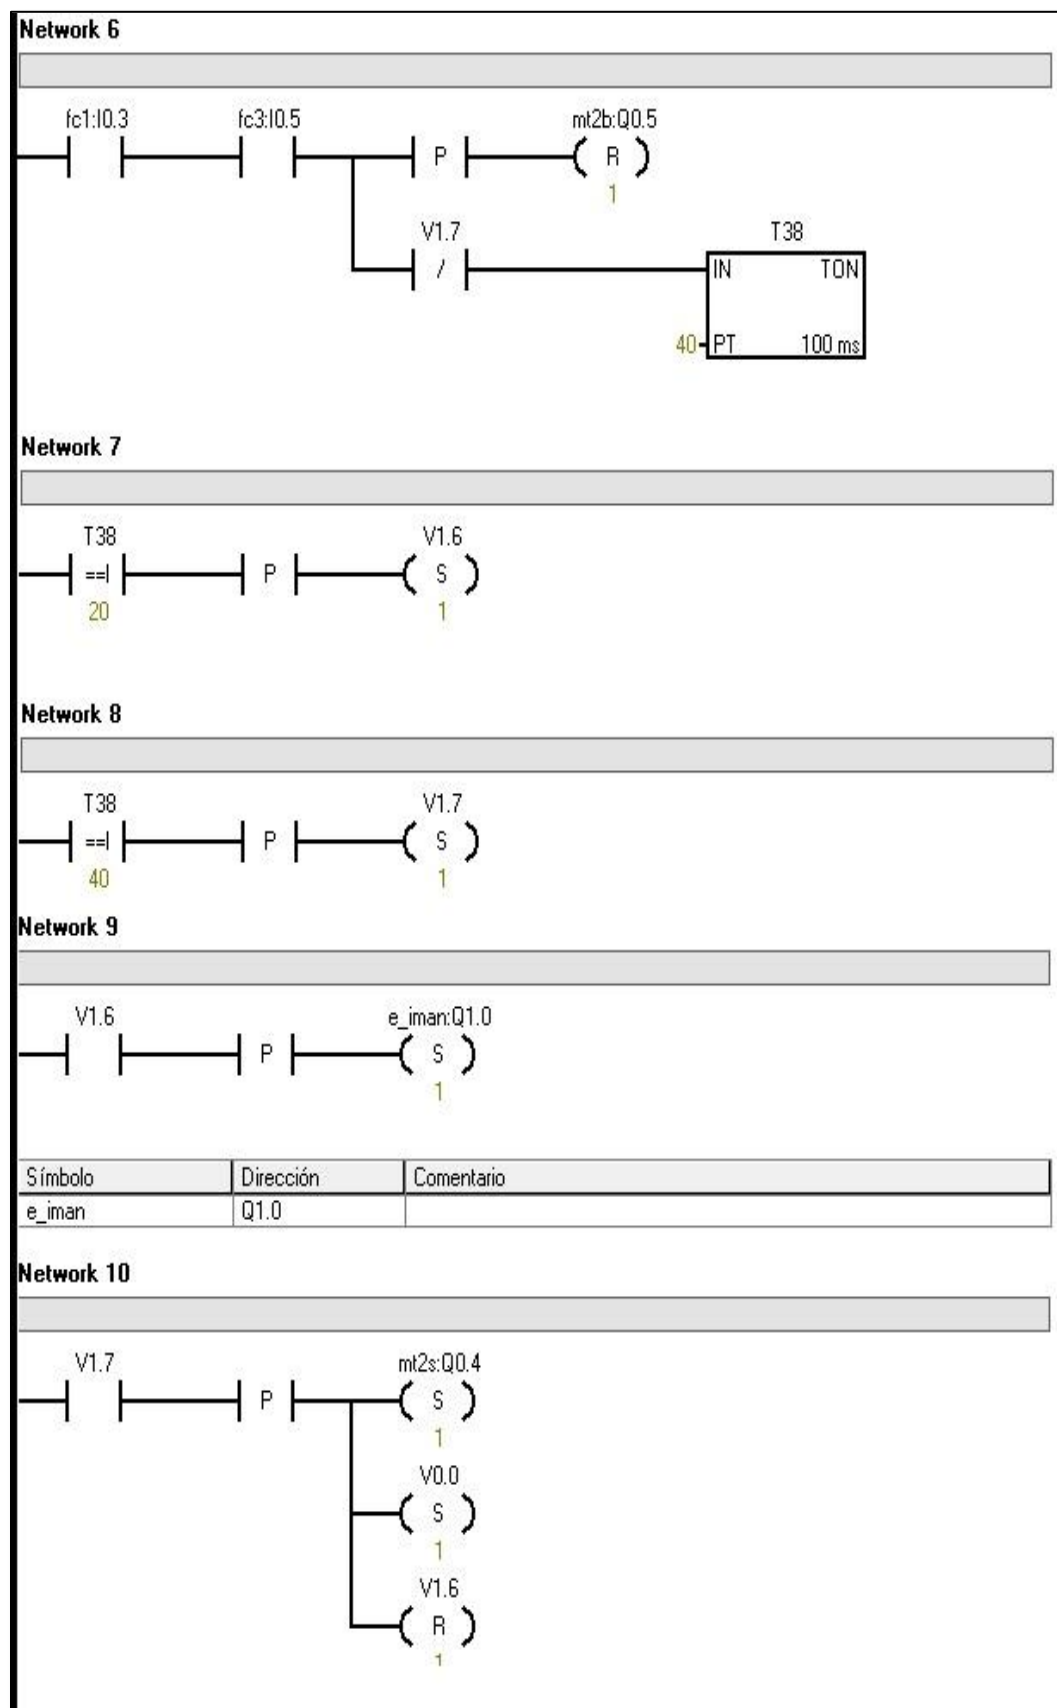 Network 6
fc1:I0.3 fc3:I0.5 mt2b:Q0.5
P R
1
V1.7 T38
/ IN TON
40 PT 100 ms
Network 7
T38 V1.6
==I P S
20 1
Network 8
T38 V1.7
==I P S
40 1
Network 9
V1.6 e_iman:Q1.0
P S
1
Símbolo Dirección Comentario
e_iman Q1.0
Network 10
V1.7 mt2s:Q0.4
P S
1
V0.0
S
1
V1.6
R
1